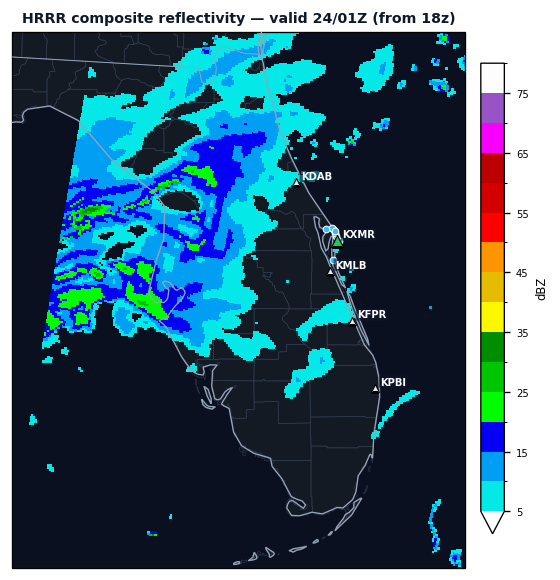 HRRR composite reflectivity — valid 24/01Z (from 18z)
KDAB
KXMR
KMLB
KFPR
KPBI
75
65
55
45
35
25
15
5
dBZ